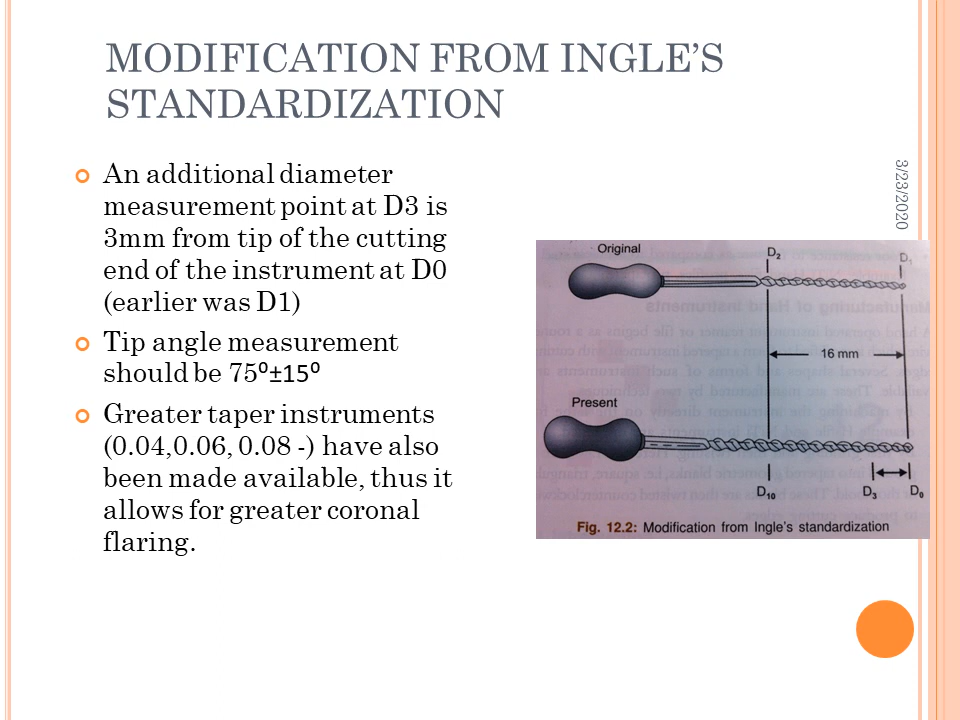 MODIFICATION FROM INGLE’S
STANDARDIZATION
An additional diameter
measurement point at D3 is
3mm from tip of the cutting
end of the instrument at D0
(earlier was D1)
Tip angle measurement
should be 75⁰±15⁰
Greater taper instruments
(0.04,0.06, 0.08 -) have also
been made available, thus it
allows for greater coronal
flaring.
3/23/2020
Original
D₂
D₁
16 mm
Present
D₁₀
D₃
D₀
Fig. 12.2: Modification from Ingle's standardization